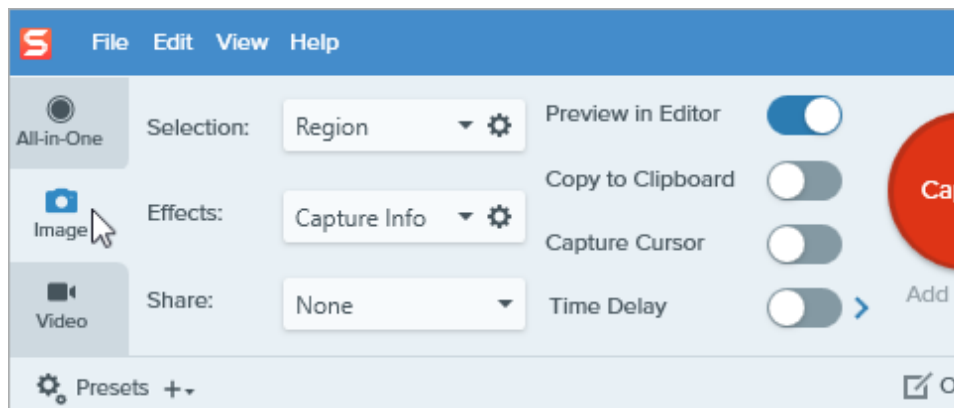 S File Edit View Help
All-in-One
Image
Video
Selection: Region
Effects: Capture Info
Share: None
Preview in Editor
Copy to Clipboard
Capture Cursor
Time Delay
Add
Presets